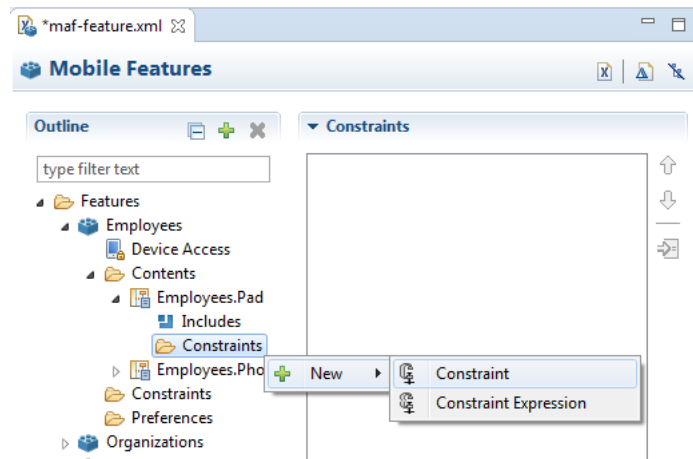 *maf-feature.xml
Mobile Features
Outline
Constraints
type filter text
Features
Employees
Device Access
Contents
Employees.Pad
Includes
Constraints
Employees.Pho
New
Constraint
Constraint Expression
Constraints
Preferences
Organizations